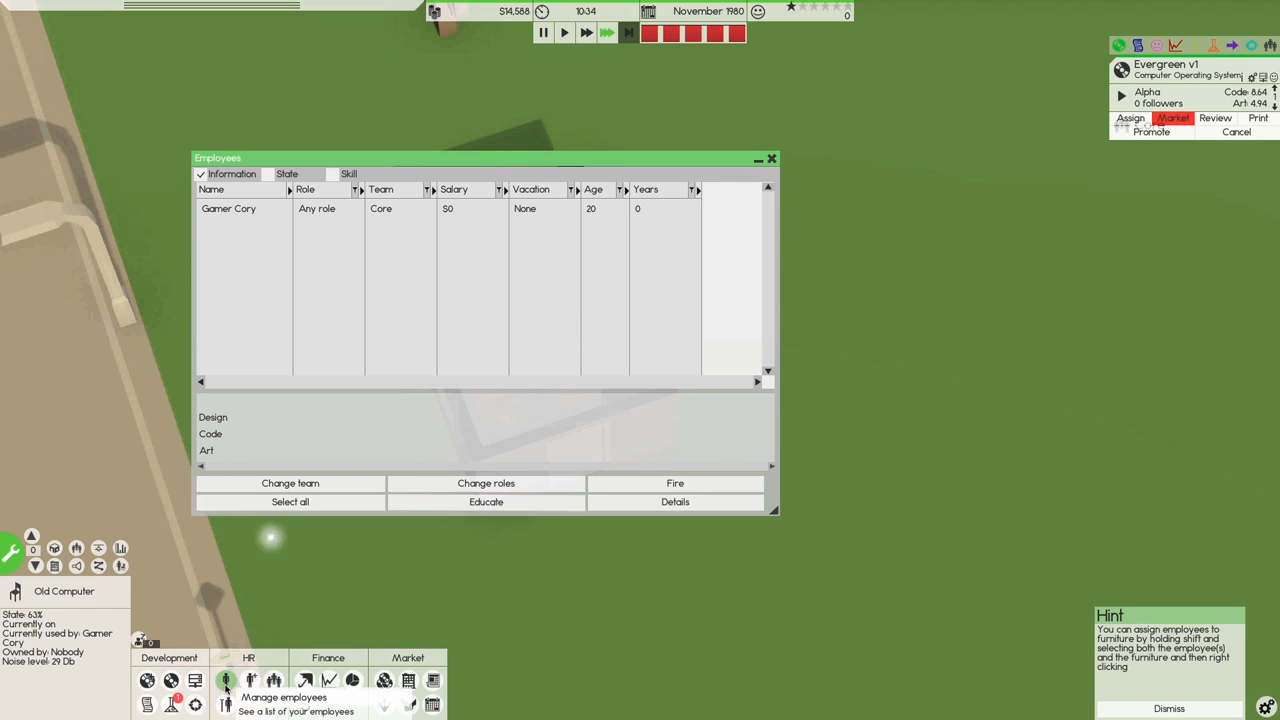 $14,588
10:34
November 1980
0
Evergreen v1
Computer Operating System
Alpha
Code: 8.64
0 followers
Art: 4.94
1
Assign
Market
Review
Print
Promote
Cancel
Employees
Information
State
Skill
Name
Role
Team
Salary
Vacation
Age
Years
Gamer Cory
Any role
Core
$0
None
20
0
Design
Code
Art
Change team
Change roles
Fire
Select all
Educate
Details
0
Old Computer
State: 63%
Currently on
Currently used by: Gamer
Cory
Owned by: Nobody
Noise level: 29 Db
0
Development
HR
Finance
Market
1
Manage employees
See a list of your employees
Hint
You can assign employees to
furniture by holding shift and
selecting both the employee(s)
and the furniture and then right
clicking
Dismiss